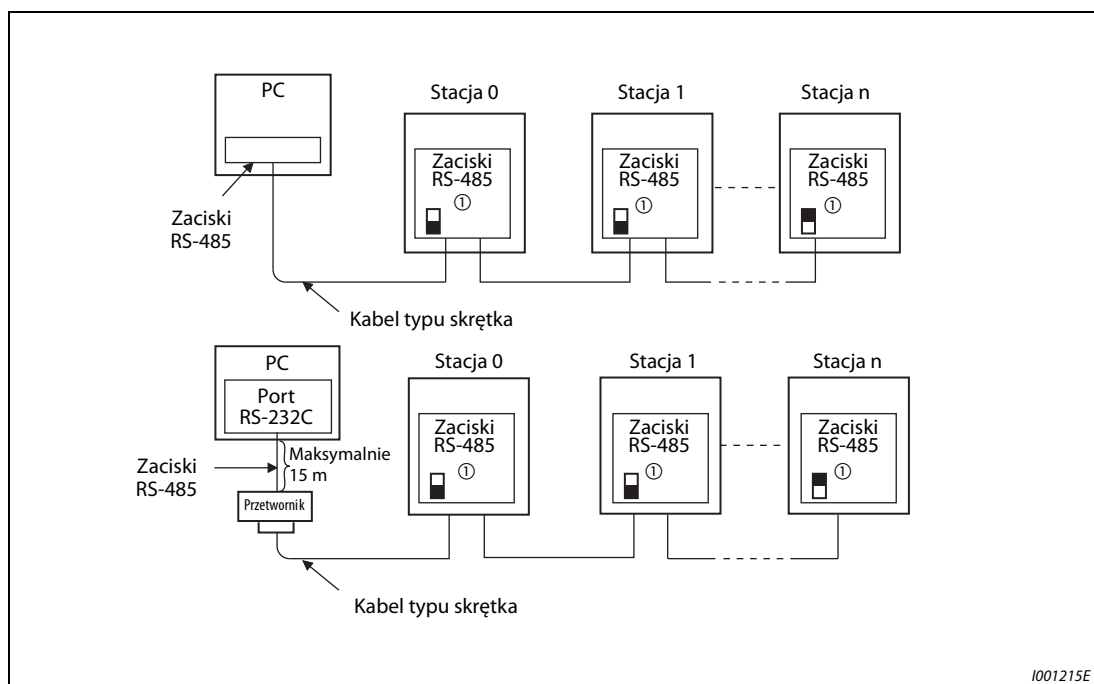 PC
Stacja 0
Stacja 1
Stacja n
Zaciski
RS-485
①
Zaciski
RS-485
①
Zaciski
RS-485
①
Zaciski
RS-485
Kabel typu skrętka
PC
Stacja 0
Stacja 1
Stacja n
Port
RS-232C
Zaciski
RS-485
①
Zaciski
RS-485
①
Zaciski
RS-485
①
Maksymalnie
15 m
Zaciski
RS-485
Przetwornik
Kabel typu skrętka
I001215E